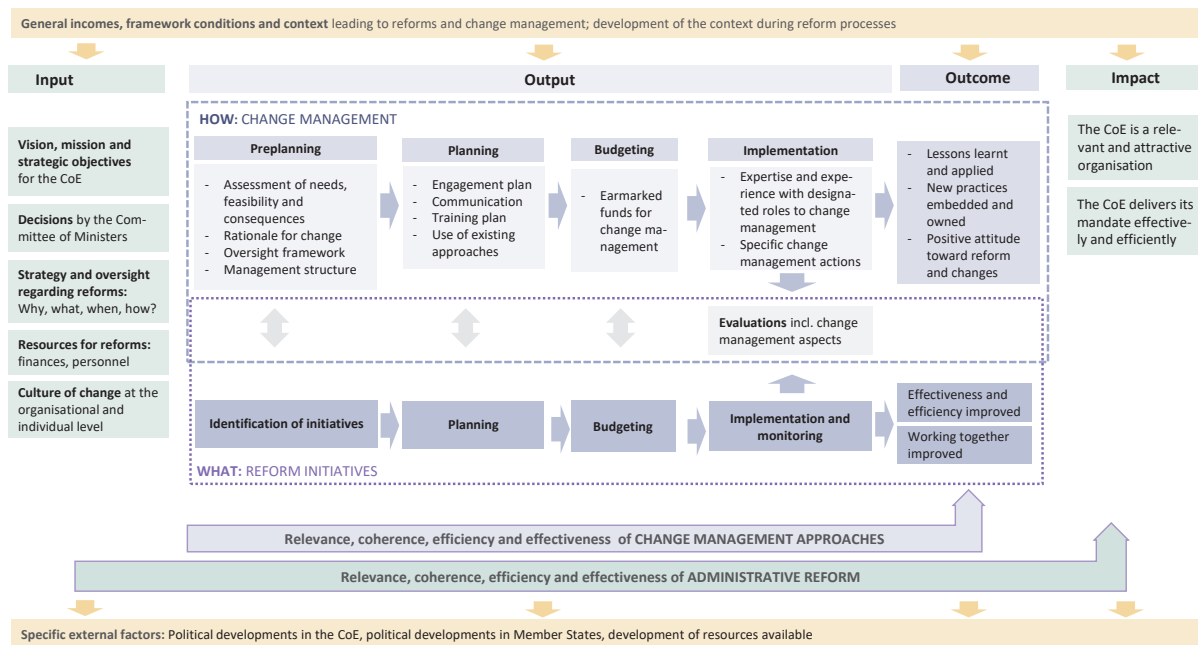 General incomes, framework conditions and context leading to reforms and change management; development of the context during reform processes
Input
Output
Outcome
Impact
Vision, mission and
strategic objectives
for the CoE
Decisions by the Com-
mittee of Ministers
Strategy and oversight
regarding reforms:
Why, what, when, how?
Resources for reforms:
finances, personnel
Culture of change at the
organisational and
individual level
HOW: CHANGE MANAGEMENT
Preplanning
- Assessment of needs,
feasibility and
consequences
- Rationale for change
- Oversight framework
- Management structure
Planning
- Engagement plan
- Communication
- Training plan
- Use of existing
approaches
Budgeting
- Earmarked
funds for
change ma-
nagement
Implementation
- Expertise and expe-
rience with desig-
nated roles to change
management
- Specific change
management actions
- Lessons learnt
and applied
- New practices
embedded and
owned
- Positive attitude
toward reform
and changes
Evaluations incl. change
management aspects
Identification of initiatives
Planning
Budgeting
Implementation and
monitoring
Effectiveness and
efficiency improved
Working together
improved
WHAT: REFORM INITIATIVES
The CoE is a rele-
vant and attractive
organisation
The CoE delivers its
mandate effective-
ly and efficiently
Relevance, coherence, efficiency and effectiveness of CHANGE MANAGEMENT APPROACHES
Relevance, coherence, efficiency and effectiveness of ADMINISTRATIVE REFORM
Specific external factors: Political developments in the CoE, political developments in Member States, development of resources available